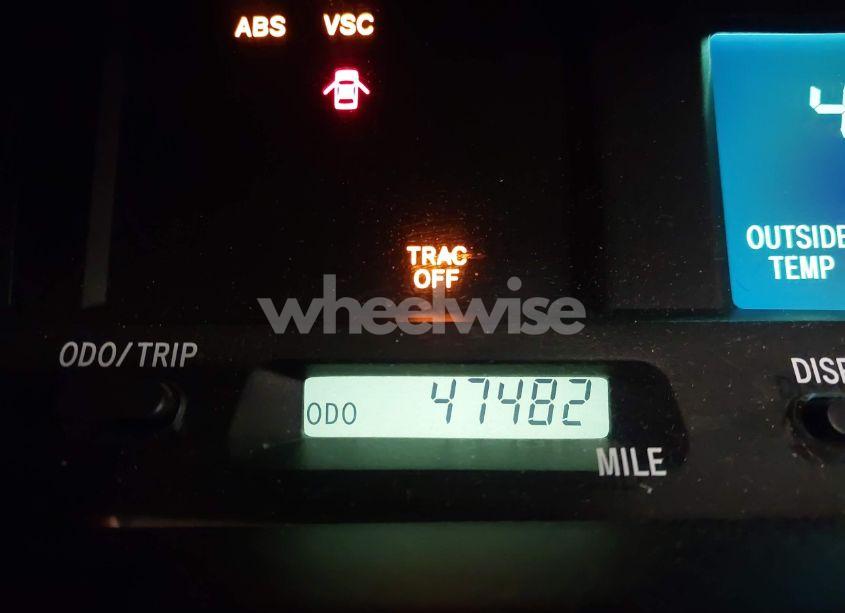 ABS VSC
TRAC
OFF
OUTSIDE
TEMP
wheelwise
ODO/TRIP
ODO 47482
MILE